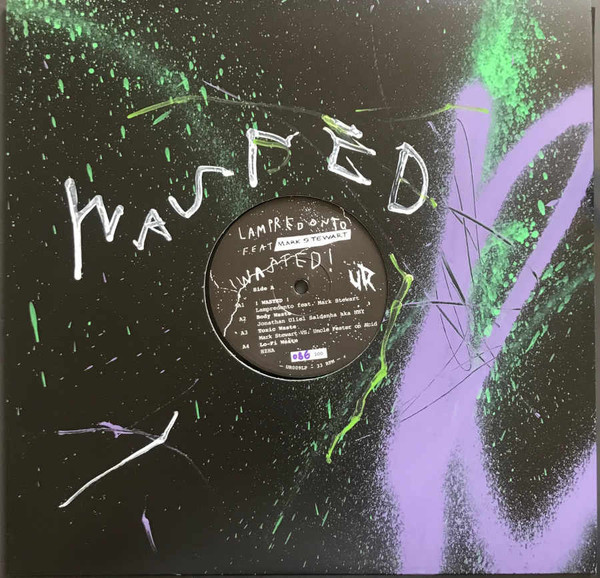 WASTED
LAMPREDONTO
FEAT MARK STEWART
WASTED!
UR
Side A
A1 ! WASTED !
Lampredonto feat. Mark Stewart
A2 Body Waste
Jonathan Uliel Saldanha aka HHY
A3 Toxic Waste
Mark Stewart VS. Uncle Fester on Acid
A4 Lo-Fi Waste
086
33 RPM